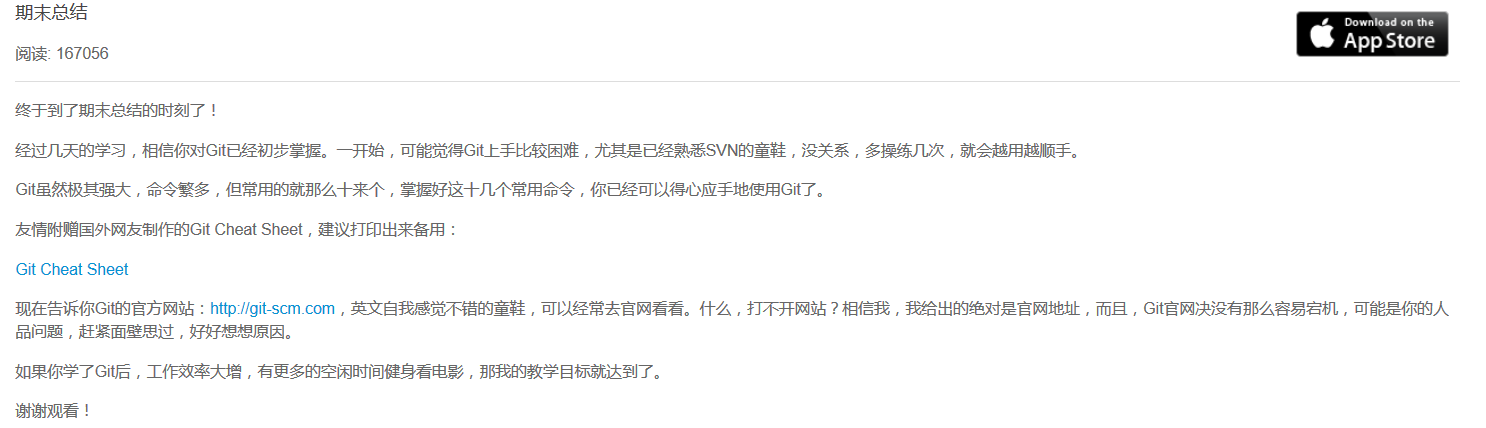 期末总结
Download on the
App Store
阅读: 167056
终于到了期末总结的时刻了！
经过几天的学习，相信你对Git已经初步掌握。一开始，可能觉得Git上手比较困难，尤其是已经熟悉SVN的童鞋，没关系，多操练几次，就会越用越顺手。
Git虽然极其强大，命令繁多，但常用的就那么十来个，掌握好这十几个常用命令，你已经可以得心应手地使用Git了。
友情附赠国外网友制作的Git Cheat Sheet，建议打印出来备用：
Git Cheat Sheet
现在告诉你Git的官方网站：http://git-scm.com，英文自我感觉不错的童鞋，可以经常去官网看看。什么，打不开网站？相信我，我给出的绝对是官网地址，而且，Git官网决没有那么容易宕机，可能是你的人
品问题，赶紧面壁思过，好好想想原因。
如果你学了Git后，工作效率大增，有更多的空闲时间健身看电影，那我的教学目标就达到了。
谢谢观看！